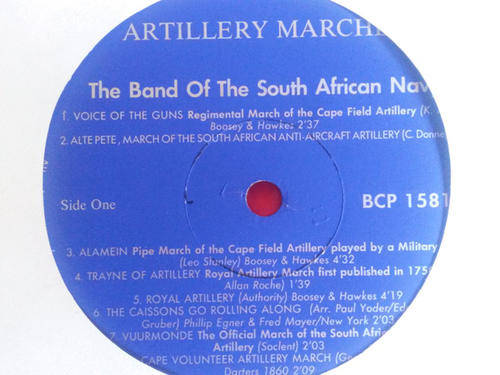 ARTILLERY MARCHE
The Band Of The South African Nav
1. VOICE OF THE GUNS Regimental March of the Cape Field Artillery (K.
Boosey & Hawkes 2'37
2. ALTE PETE, MARCH OF THE SOUTH AFRICAN ANTI-AIRCRAFT ARTILLERY (C. Donne
Side One
BCP 1581
3. ALAMEIN Pipe March of the Cape Field Artillery played by a Military
(Leo Stanley) Boosey & Hawkes 4'32
4. TRAYNE OF ARTILLERY Royal Artillery March first published in 175
Allan Roche) 1'39
5. ROYAL ARTILLERY (Authority) Boosey & Hawkes 4'19
6. THE CAISSONS GO ROLLING ALONG (Arr. Paul Yoder/Ed
Gruber) Phillip Egner & Fred Mayer/New York 2'03
7. VUURMONDE The Official March of the South Afric
Artillery (Soclent) 2'03
CAPE VOLUNTEER ARTILLERY MARCH (G
Darters 1860 2'09